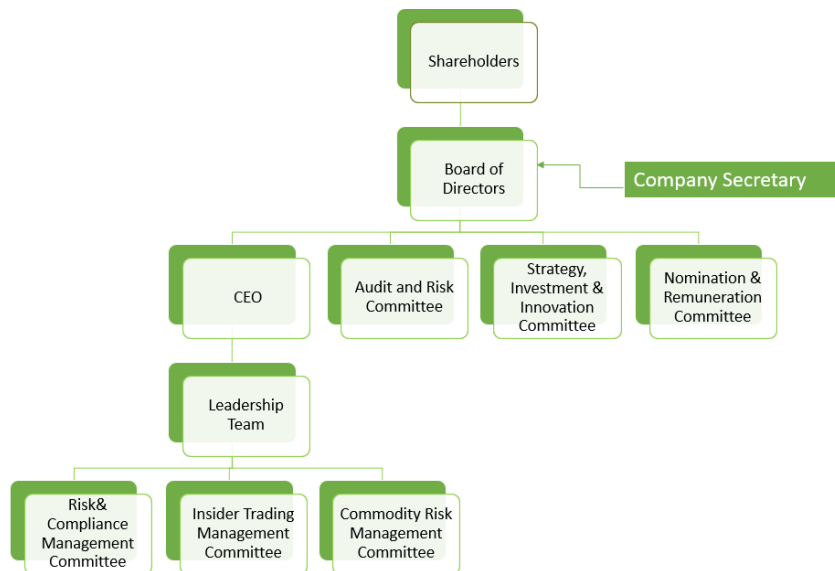 Shareholders
Board of
Directors
Company Secretary
CEO
Audit and Risk
Committee
Strategy,
Investment &
Innovation
Committee
Nomination &
Remuneration
Committee
Leadership
Team
Risk&
Compliance
Management
Committee
Insider Trading
Management
Committee
Commodity Risk
Management
Committee